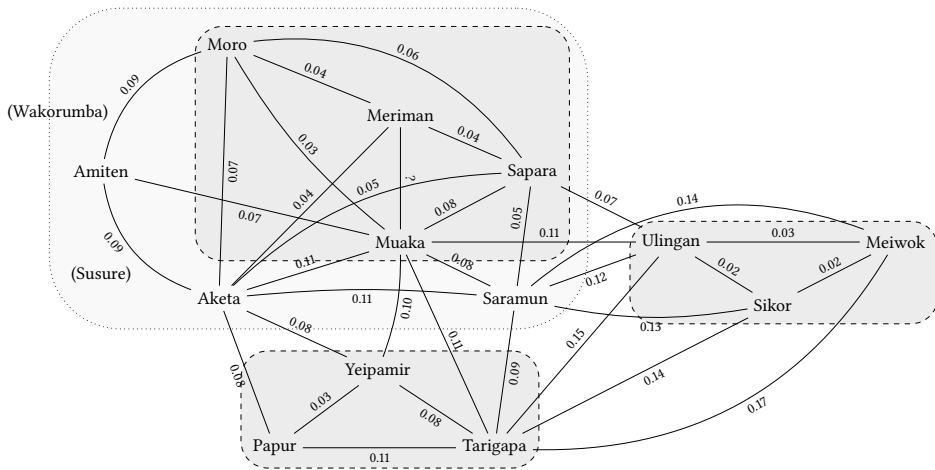 Moro
0.06
0.04
0.09
(Wakorumba)
Meriman
0.04
0.03
Amiten
0.07
Sapara
0.04
0.05
?
0.07
0.08
0.05
0.07
0.14
Muaka
0.11
Ulingan
0.03
Meiwok
0.09
(Susure)
0.11
0.08
0.12
0.02
0.02
Aketa
0.11
Saramun
Sikor
0.08
0.10
0.13
0.11
0.15
0.08
Yeipamir
0.09
0.14
0.03
0.08
0.17
Papur
0.11
Tarigapa